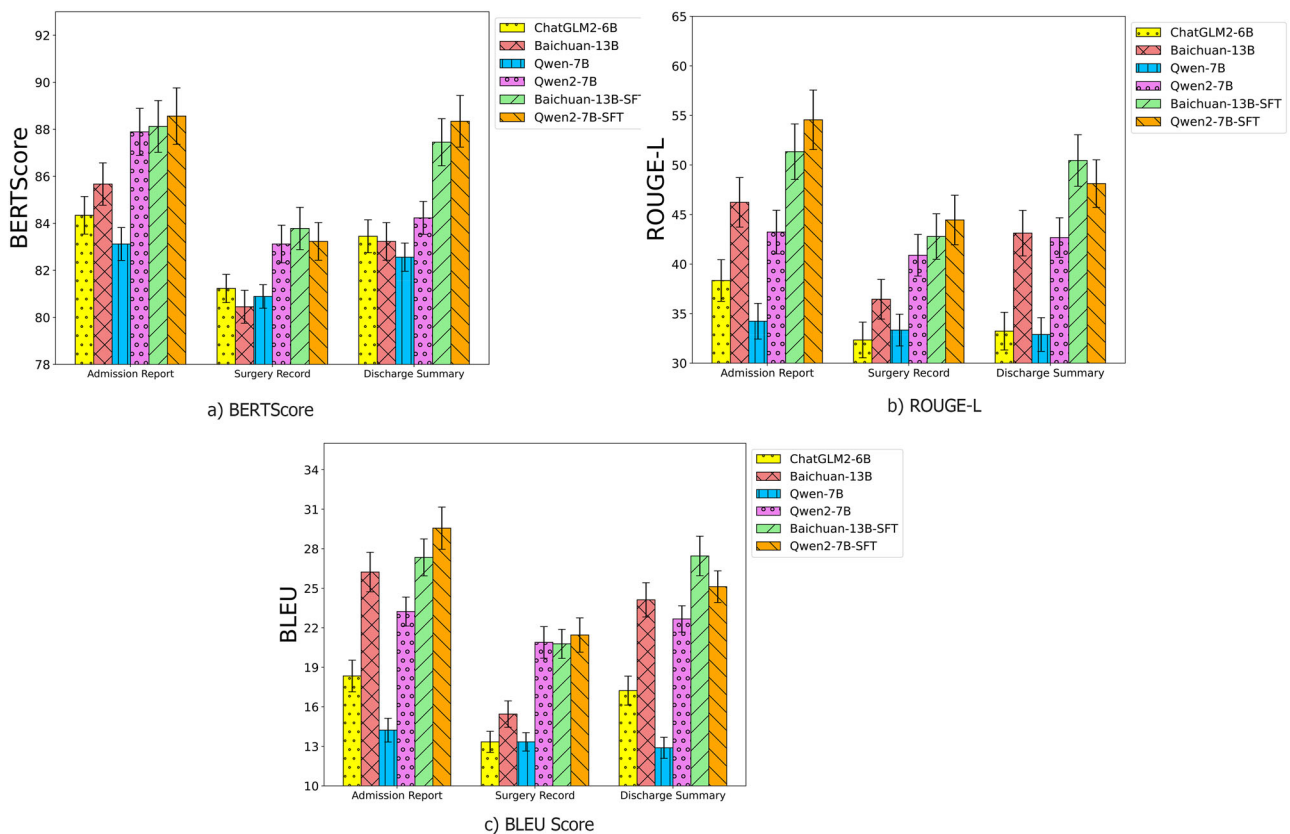 92
90
88
86
84
82
80
78
BERTScore
Admission Report
Surgery Record
Discharge Summary
ChatGLM2-6B
Baichuan-13B
Qwen-7B
Qwen2-7B
Baichuan-13B-SFT
Qwen2-7B-SFT
a) BERTScore
65
60
55
50
45
40
35
30
ROUGE-L
Admission Report
Surgery Record
Discharge Summary
ChatGLM2-6B
Baichuan-13B
Qwen-7B
Qwen2-7B
Baichuan-13B-SFT
Qwen2-7B-SFT
b) ROUGE-L
34
31
28
25
22
19
16
13
10
BLEU
Admission Report
Surgery Record
Discharge Summary
ChatGLM2-6B
Baichuan-13B
Qwen-7B
Qwen2-7B
Baichuan-13B-SFT
Qwen2-7B-SFT
c) BLEU Score